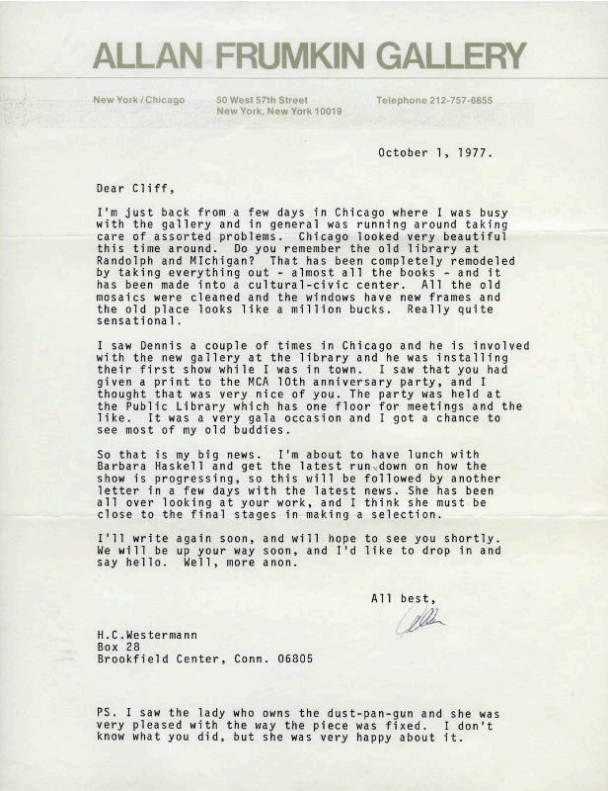 ALLAN FRUMKIN GALLERY
New York / Chicago 50 West 57th Street Telephone 212-757-6655
New York, New York 10019
October 1, 1977.
Dear Cliff,
I'm just back from a few days in Chicago where I was busy
with the gallery and in general was running around taking
care of assorted problems. Chicago looked very beautiful
this time around. Do you remember the old library at
Randolph and MIchigan? That has been completely remodeled
by taking everything out - almost all the books - and it
has been made into a cultural-civic center. All the old
mosaics were cleaned and the windows have new frames and
the old place looks like a million bucks. Really quite
sensational.
I saw Dennis a couple of times in Chicago and he is involved
with the new gallery at the library and he was installing
their first show while I was in town. I saw that you had
given a print to the MCA 10th anniversary party, and I
thought that was very nice of you. The party was held at
the Public Library which has one floor for meetings and the
like. It was a very gala occasion and I got a chance to
see most of my old buddies.
So that is my big news. I'm about to have lunch with
Barbara Haskell and get the latest run down on how the
show is progressing, so this will be followed by another
letter in a few days with the latest news. She has been
all over looking at your work, and I think she must be
close to the final stages in making a selection.
I'll write again soon, and will hope to see you shortly.
We will be up your way soon, and I'd like to drop in and
say hello. Well, more anon.
All best,
Allan
H.C.Westermann
Box 28
Brookfield Center, Conn. 06805
PS. I saw the lady who owns the dust-pan-gun and she was
very pleased with the way the piece was fixed. I don't
know what you did, but she was very happy about it.